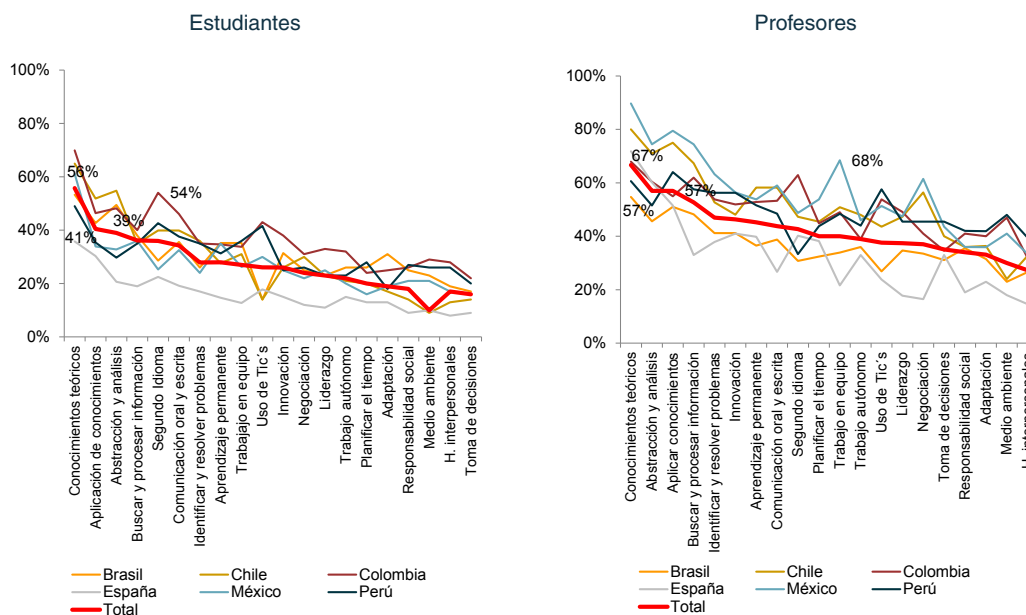 Estudiantes
100%
80%
60%
40%
20%
0%
56%
41%
39%
54%
Conocimientos teóricos
Aplicación de conocimientos
Abstracción y análisis
Buscar y procesar información
Segundo Idioma
Comunicación oral y escrita
Identificar y resolver problemas
Aprendizaje permanente
Trabajajo en equipo
Uso de Tic´s
Innovación
Negociación
Liderazgo
Trabajo autónomo
Planificar el tiempo
Adaptación
Responsabilidad social
Medio ambiente
H. interpersonales
Toma de decisiones
Brasil
Chile
Colombia
España
México
Perú
Total
Profesores
100%
80%
60%
40%
20%
0%
67%
57%
57%
68%
Conocimientos teóricos
Abstracción y análisis
Aplicar conocimientos
Buscar y procesar información
Identificar y resolver problemas
Innovación
Aprendizaje permanente
Comunicación oral y escrita
Segundo idioma
Planificar el tiempo
Trabajo en equipo
Trabajo autónomo
Uso de Tic´s
Liderazgo
Negociación
Toma de decisiones
Responsabilidad social
Adaptación
Medio ambiente
H. interpersonales
Brasil
Chile
Colombia
España
México
Perú
Total